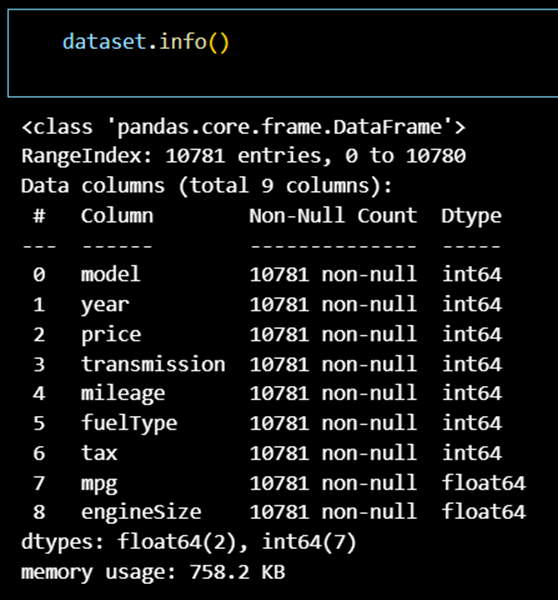 dataset.info()
<class 'pandas.core.frame.DataFrame'>
RangeIndex: 10781 entries, 0 to 10780
Data columns (total 9 columns):
 #   Column        Non-Null Count  Dtype
---  ------        --------------  -----
 0   model         10781 non-null  int64
 1   year          10781 non-null  int64
 2   price         10781 non-null  int64
 3   transmission  10781 non-null  int64
 4   mileage       10781 non-null  int64
 5   fuelType      10781 non-null  int64
 6   tax           10781 non-null  int64
 7   mpg           10781 non-null  float64
 8   engineSize    10781 non-null  float64
dtypes: float64(2), int64(7)
memory usage: 758.2 KB